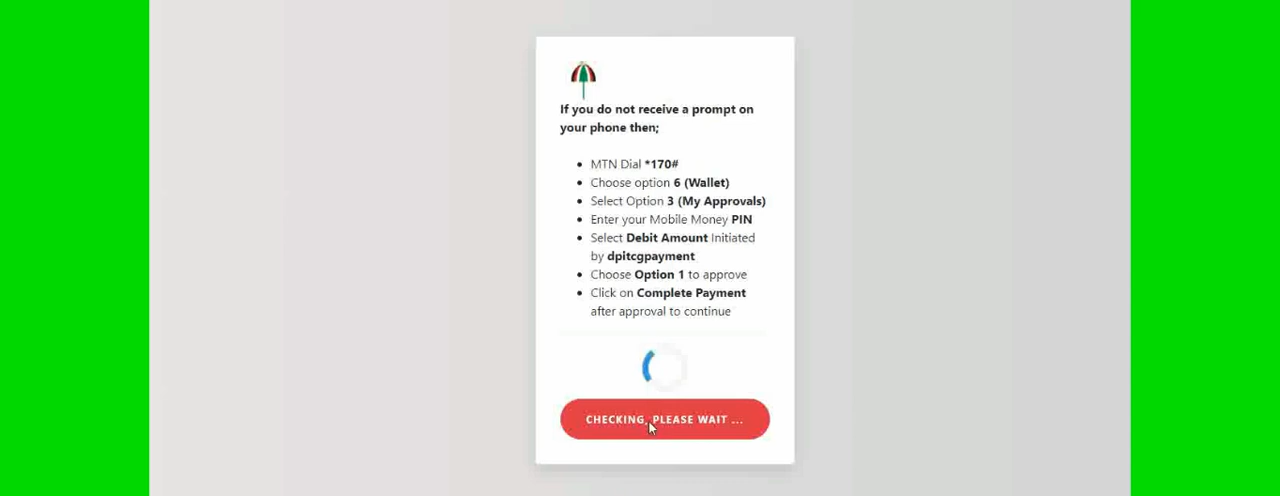 If you do not receive a prompt on
your phone then;
MTN Dial *170#
Choose option 6 (Wallet)
Select Option 3 (My Approvals)
Enter your Mobile Money PIN
Select Debit Amount Initiated
by dpitcgpayment
Choose Option 1 to approve
Click on Complete Payment
after approval to continue
CHECKING, PLEASE WAIT ...